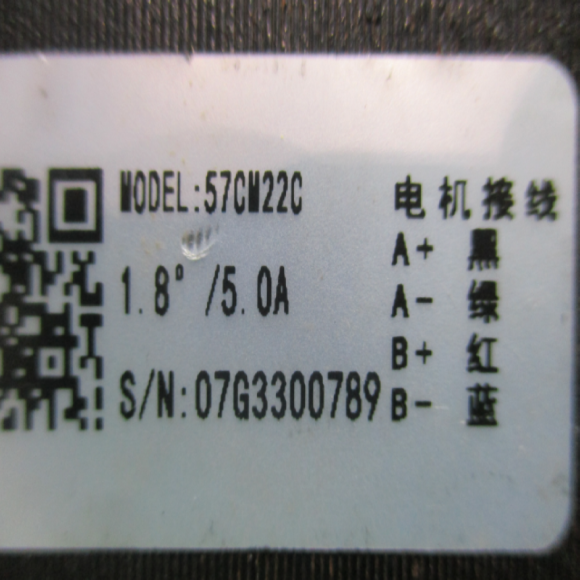 MODEL:57CM22C
1.8° /5.0A
S/N:07G3300789
电机接线
A+ 黑
A- 绿
B+ 红
B- 蓝